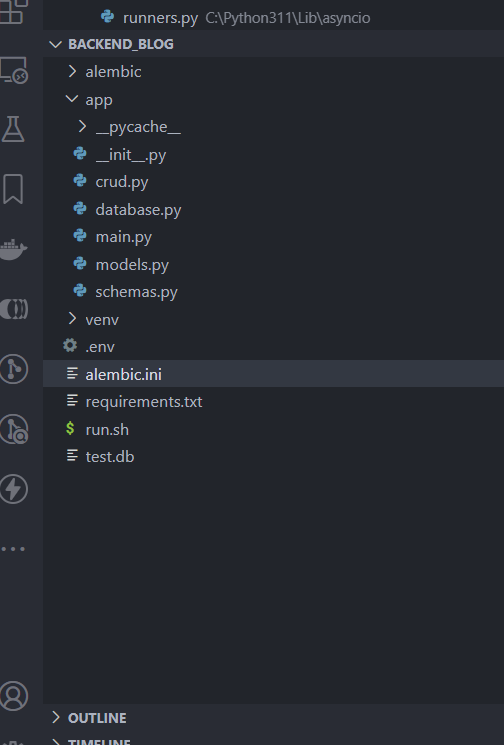 runners.py C:\Python311\Lib\asyncio
BACKEND_BLOG
alembic
app
__pycache__
__init__.py
crud.py
database.py
main.py
models.py
schemas.py
venv
.env
alembic.ini
requirements.txt
$ run.sh
test.db
OUTLINE
TIMELINE